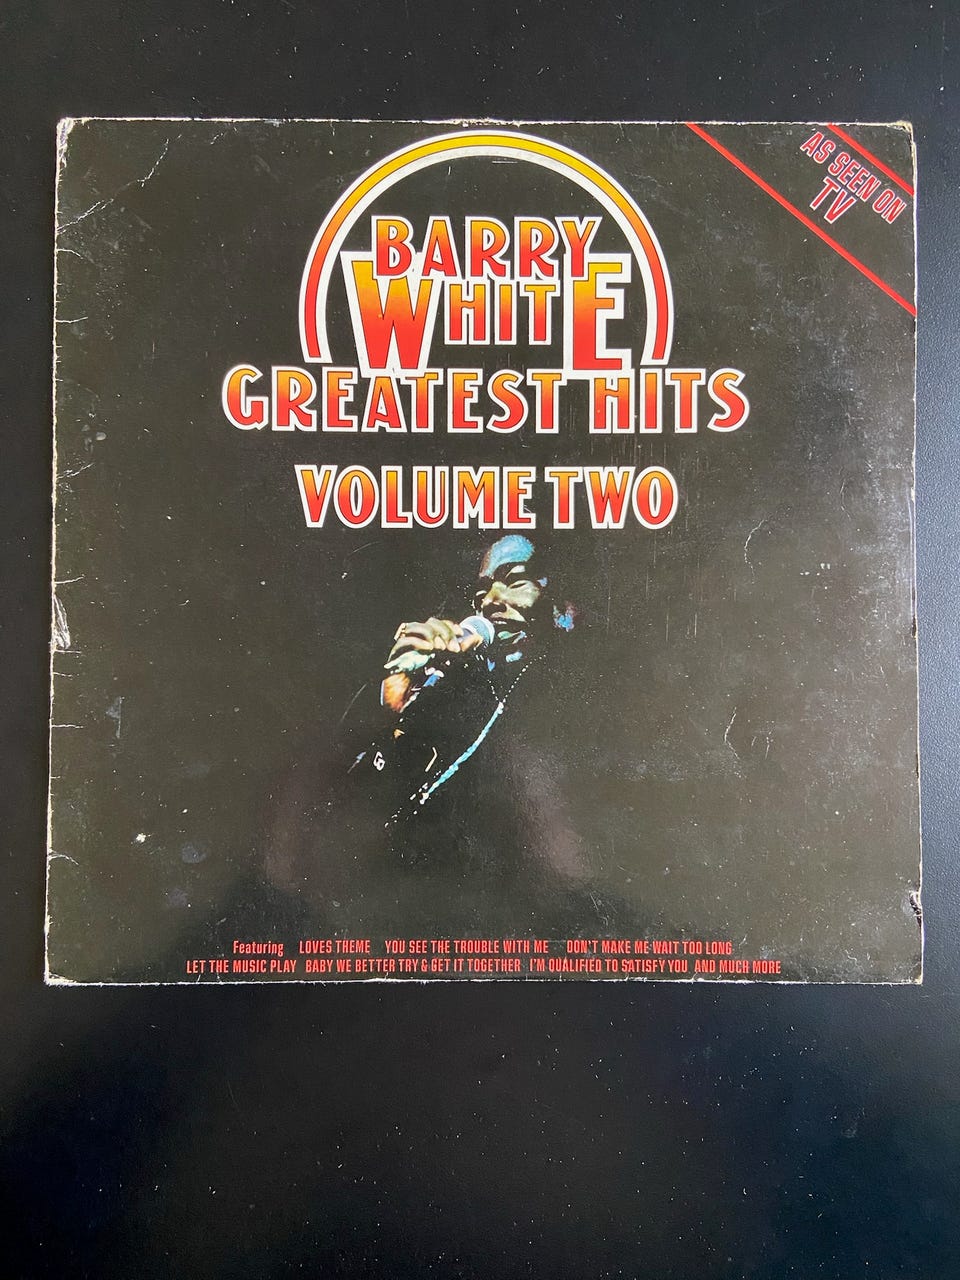 AS SEEN ON
TV
BARRY
WHITE
GREATEST HITS
VOLUME TWO
Featuring LOVES THEME YOU SEE THE TROUBLE WITH ME DON'T MAKE ME WAIT TOO LONG
LET THE MUSIC PLAY BABY WE BETTER TRY & GET IT TOGETHER I'M QUALIFIED TO SATISFY YOU AND MUCH MORE